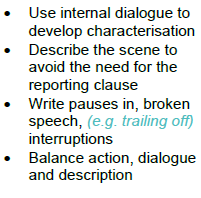 • Use internal dialogue to
develop characterisation
• Describe the scene to
avoid the need for the
reporting clause
• Write pauses in, broken
speech, (e.g. trailing off)
interruptions
• Balance action, dialogue
and description